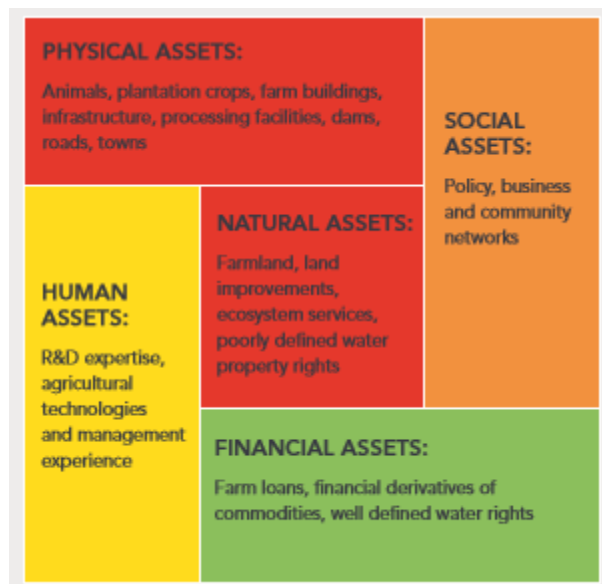 PHYSICAL ASSETS:
Animals, plantation crops, farm buildings,
infrastructure, processing facilities, dams,
roads, towns
SOCIAL
ASSETS:
Policy, business
and community
networks
NATURAL ASSETS:
Farmland, land
improvements,
ecosystem services,
poorly defined water
property rights
HUMAN
ASSETS:
R&D expertise,
agricultural
technologies
and management
experience
FINANCIAL ASSETS:
Farm loans, financial derivatives of
commodities, well defined water rights